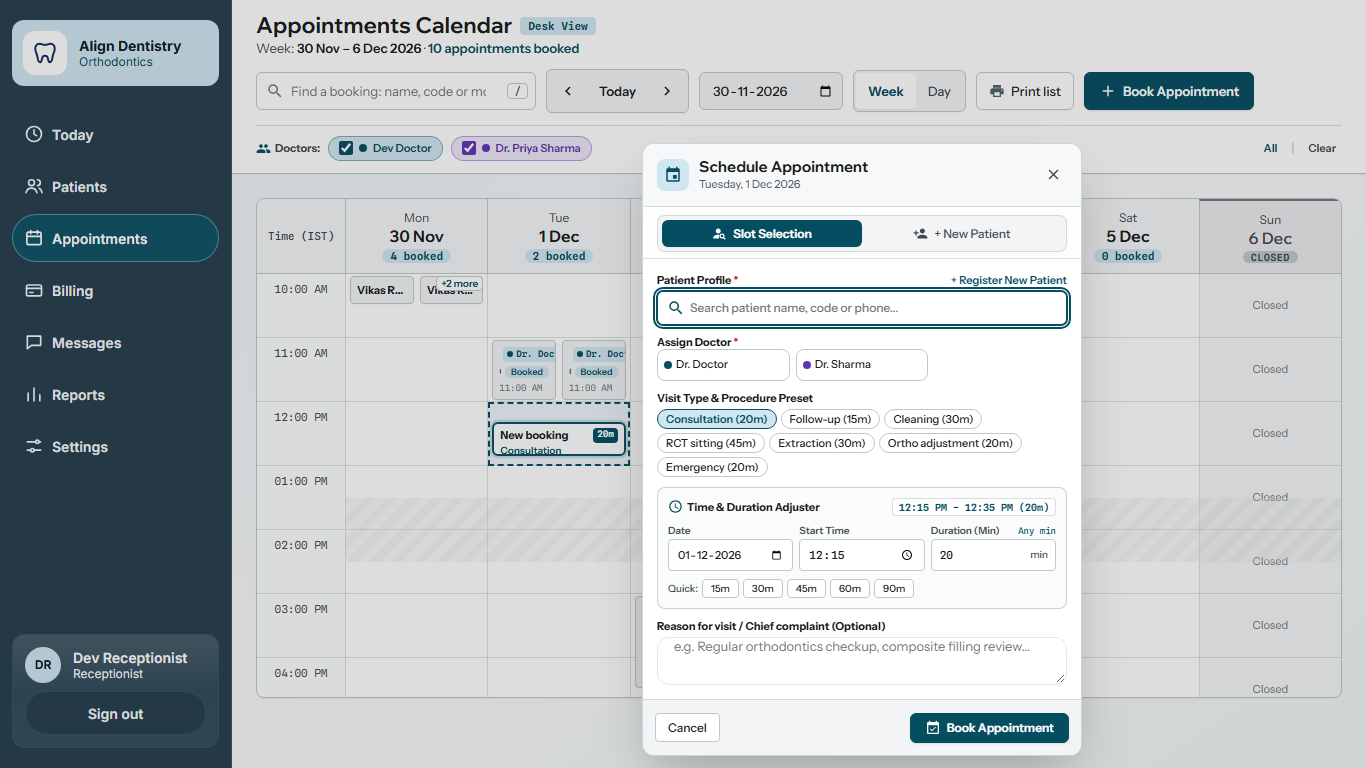 Align Dentistry
Orthodontics
Today
Patients
Appointments
Billing
Messages
Reports
Settings
DR
Dev Receptionist
Receptionist
Sign out
Appointments Calendar
Desk View
Week: 30 Nov – 6 Dec 2026 · 10 appointments booked
Find a booking: name, code or mo
/
Today
30-11-2026
Week
Day
Print list
Book Appointment
Doctors:
Dev Doctor
Dr. Priya Sharma
All
Clear
Time (IST)
Mon
30 Nov
4 booked
Tue
1 Dec
2 booked
Sat
5 Dec
0 booked
Sun
6 Dec
CLOSED
10:00 AM
Vikas R...
+2 more
Closed
11:00 AM
Dr. Doc
Booked
11:00 AM
Dr. Doc
Booked
11:00 AM
12:00 PM
New booking
20m
Consultation
Closed
01:00 PM
Closed
02:00 PM
Closed
03:00 PM
Closed
04:00 PM
Closed
Schedule Appointment
Tuesday, 1 Dec 2026
Slot Selection
+ New Patient
Patient Profile *
+ Register New Patient
Search patient name, code or phone...
Assign Doctor *
Dr. Doctor
Dr. Sharma
Visit Type & Procedure Preset
Consultation (20m)
Follow-up (15m)
Cleaning (30m)
RCT sitting (45m)
Extraction (30m)
Ortho adjustment (20m)
Emergency (20m)
Time & Duration Adjuster
12:15 PM – 12:35 PM (20m)
Date
Start Time
Duration (Min)
Any min
01-12-2026
12:15
20
min
Quick:
15m
30m
45m
60m
90m
Reason for visit / Chief complaint (Optional)
e.g. Regular orthodontics checkup, composite filling review...
Cancel
Book Appointment